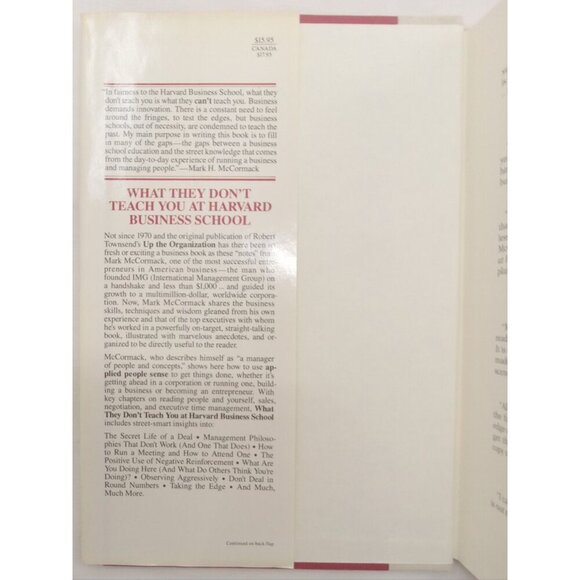 $15.95
CANADA
$17.95
"In fairness to the Harvard Business School, what they
don't teach you is what they can't teach you. Business
demands innovation. There is a constant need to feel
around the fringes, to test the edges, but business
schools, out of necessity, are condemned to teach the
past. My main purpose in writing this book is to fill
in many of the gaps—the gaps between a business
school education and the street knowledge that comes
from the day-to-day experience of running a business
and managing people."—Mark H. McCormack
WHAT THEY DON'T
TEACH YOU AT HARVARD
BUSINESS SCHOOL
Not since 1970 and the original publication of Robert
Townsend's Up the Organization has there been so
fresh or exciting a business book as these "notes" from
Mark McCormack, one of the most successful entre-
preneurs in American business—the man who
founded IMG (International Management Group) on
a handshake and less than $1,000 ... and guided its
growth to a multimillion-dollar, worldwide corpora-
tion. Now, Mark McCormack shares the business
skills, techniques and wisdom gleaned from his own
experience and that of the top executives with whom
he's worked in a powerfully on-target, straight-talking
book, illustrated with marvelous anecdotes, and or-
ganized to be directly useful to the reader.
McCormack, who describes himself as "a manager
of people and concepts," shows here how to use ap-
plied people sense to get things done, whether it's
getting ahead in a corporation or running one, build-
ing a business or becoming an entrepreneur. With
key chapters on reading people and yourself, sales,
negotiation, and executive time management, What
They Don't Teach You at Harvard Business School
includes street-smart insights into:
The Secret Life of a Deal • Management Philoso-
phies That Don't Work (And One That Does) • How
to Run a Meeting and How to Attend One • The
Positive Use of Negative Reinforcement • What Are
You Doing Here (And What Do Others Think You're
Doing)? • Observing Aggressively • Don't Deal in
Round Numbers • Taking the Edge • And Much,
Much More.
Continued on back flap